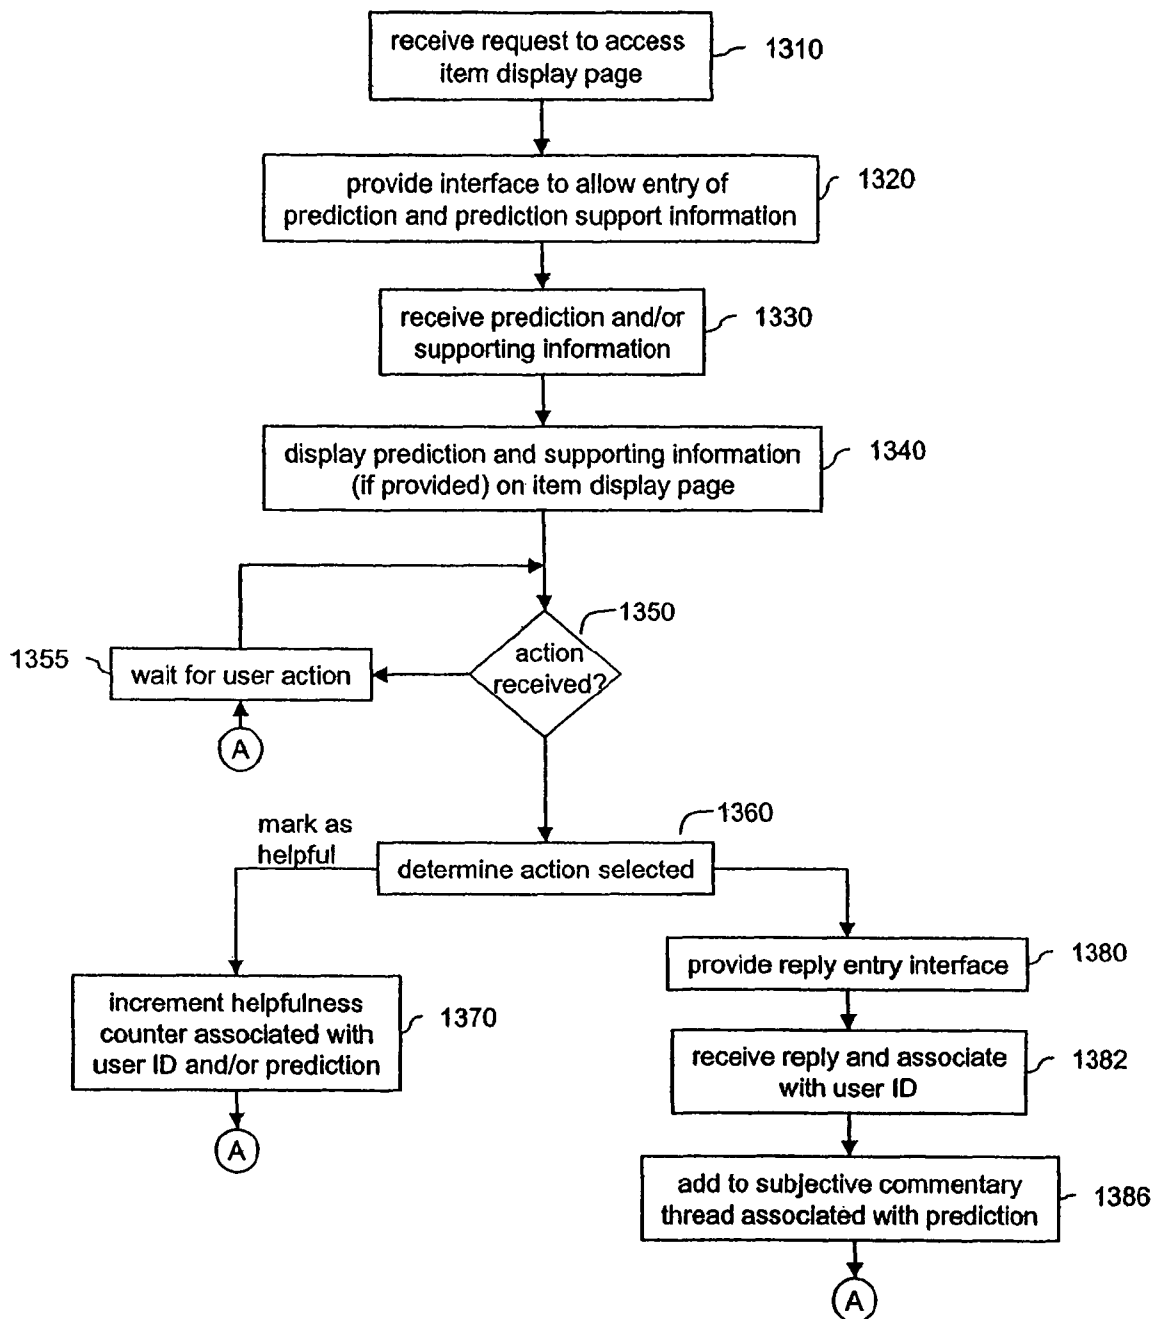 receive request to access
item display page
1310
provide interface to allow entry of
prediction and prediction support information
1320
receive prediction and/or
supporting information
1330
display prediction and supporting information
(if provided) on item display page
1340
1350
action
received?
1355
wait for user action
A
1360
mark as
helpful
determine action selected
provide reply entry interface
1380
increment helpfulness
counter associated with
user ID and/or prediction
1370
receive reply and associate
with user ID
1382
A
add to subjective commentary
thread associated with prediction
1386
A